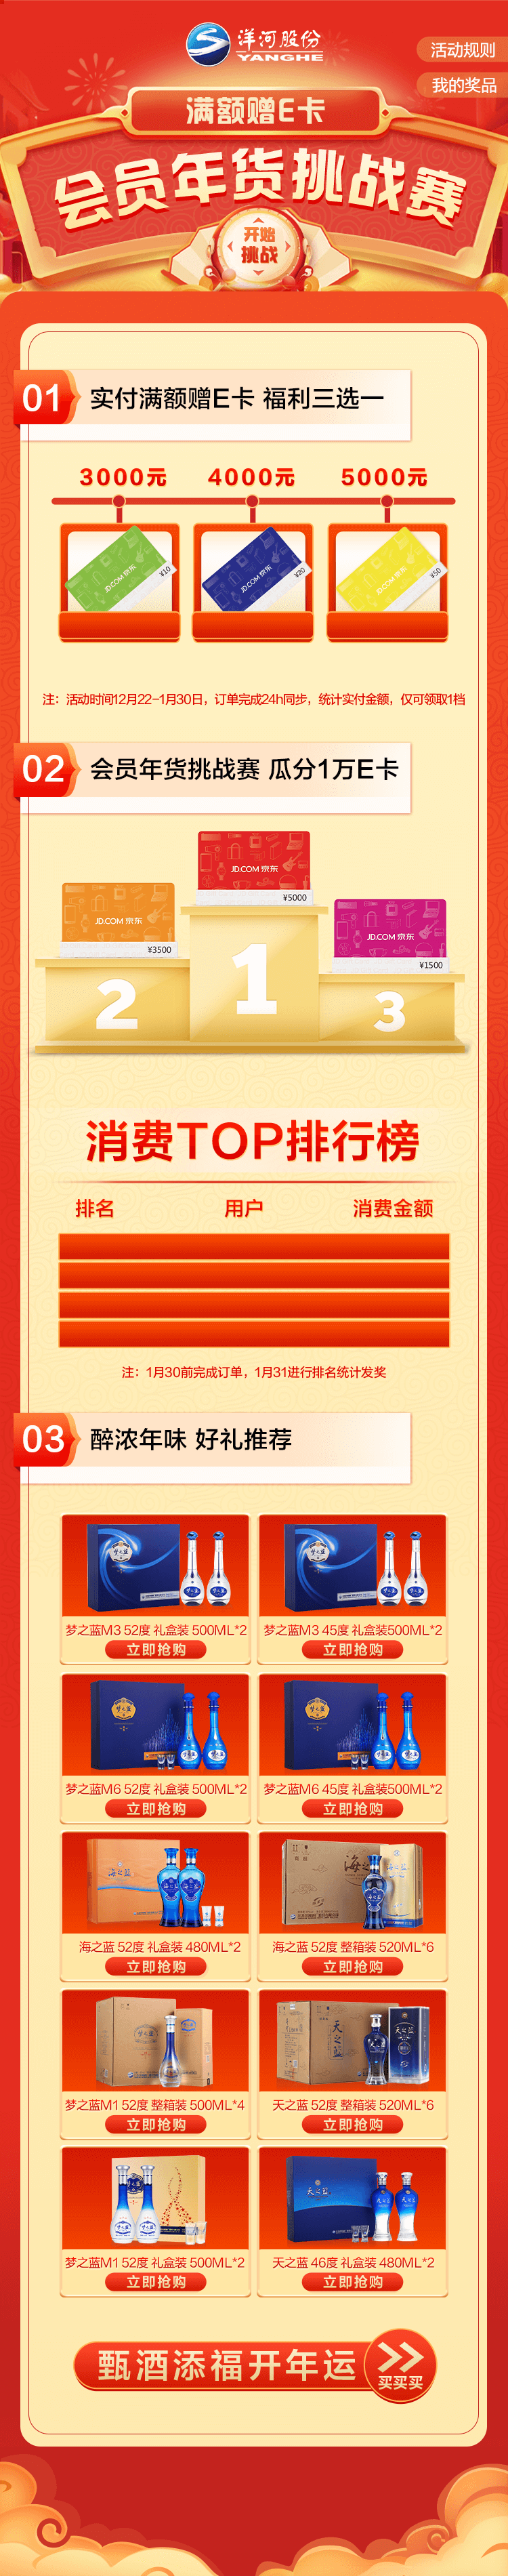 洋河股份
YANGHE
活动规则
我的奖品
满额赠E卡
会员年货挑战赛
开始
挑战
01 实付满额赠E卡 福利三选一
3000元 4000元 5000元
JD.COM 京东 ¥10
JD.COM 京东 ¥20
JD.COM 京东 ¥50
注：活动时间12月22-1月30日，订单完成24h同步，统计实付金额，仅可领取1档
02 会员年货挑战赛 瓜分1万E卡
JD.COM 京东
¥5000
JD.COM 京东
¥3500
JD.COM 京东
¥1500
2 1 3
消费TOP排行榜
排名 用户 消费金额
注：1月30前完成订单，1月31进行排名统计发奖
03 醉浓年味 好礼推荐
梦之蓝M3 52度 礼盒装 500ML*2 梦之蓝M3 45度 礼盒装500ML*2
立即抢购 立即抢购
梦之蓝M6 52度 礼盒装 500ML*2 梦之蓝M6 45度 礼盒装500ML*2
立即抢购 立即抢购
海之蓝 52度 礼盒装 480ML*2 海之蓝 52度 整箱装 520ML*6
立即抢购 立即抢购
梦之蓝M1 52度 整箱装 500ML*4 天之蓝 52度 整箱装 520ML*6
立即抢购 立即抢购
梦之蓝M1 52度 礼盒装 500ML*2 天之蓝 46度 礼盒装 480ML*2
立即抢购 立即抢购
甄酒添福开年运
买买买